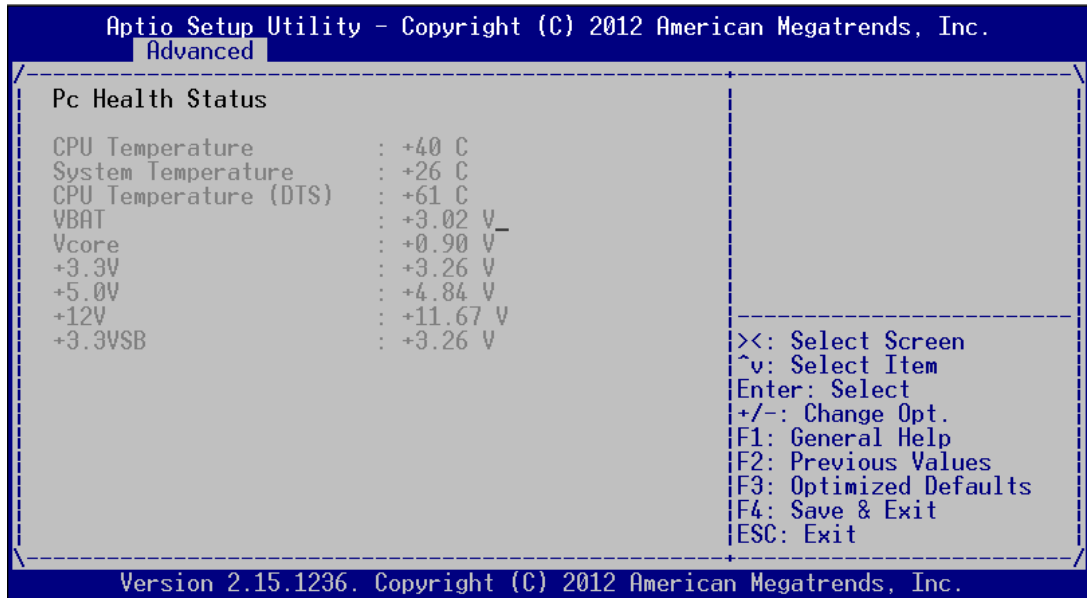 Aptio Setup Utility - Copyright (C) 2012 American Megatrends, Inc.
Advanced
Pc Health Status
CPU Temperature : +40 C
System Temperature : +26 C
CPU Temperature (DTS) : +61 C
VBAT : +3.02 V_
Vcore : +0.90 V
+3.3V : +3.26 V
+5.0V : +4.84 V
+12V : +11.67 V
+3.3VSB : +3.26 V
><: Select Screen
^v: Select Item
Enter: Select
+/-: Change Opt.
F1: General Help
F2: Previous Values
F3: Optimized Defaults
F4: Save & Exit
ESC: Exit
Version 2.15.1236. Copyright (C) 2012 American Megatrends, Inc.